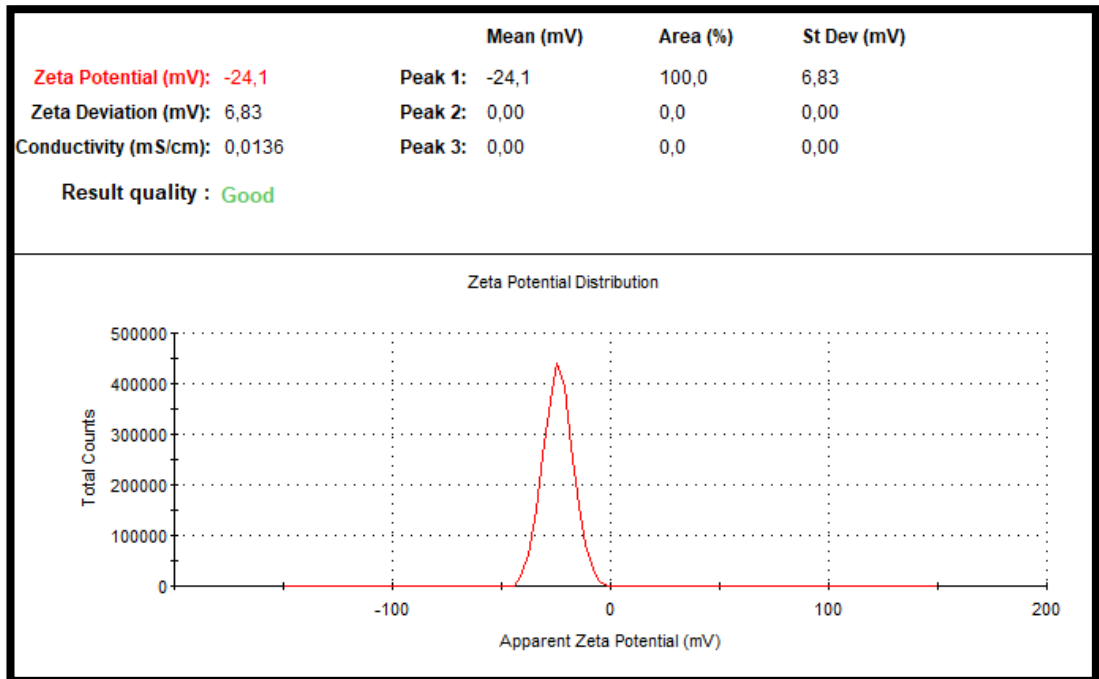 Mean (mV) Area (%) St Dev (mV)
Zeta Potential (mV): -24,1 Peak 1: -24,1 100,0 6,83
Zeta Deviation (mV): 6,83 Peak 2: 0,00 0,0 0,00
Conductivity (mS/cm): 0,0136 Peak 3: 0,00 0,0 0,00
Result quality : Good
Zeta Potential Distribution
500000
400000
300000
200000
100000
0
Total Counts
-100 0 100 200
Apparent Zeta Potential (mV)